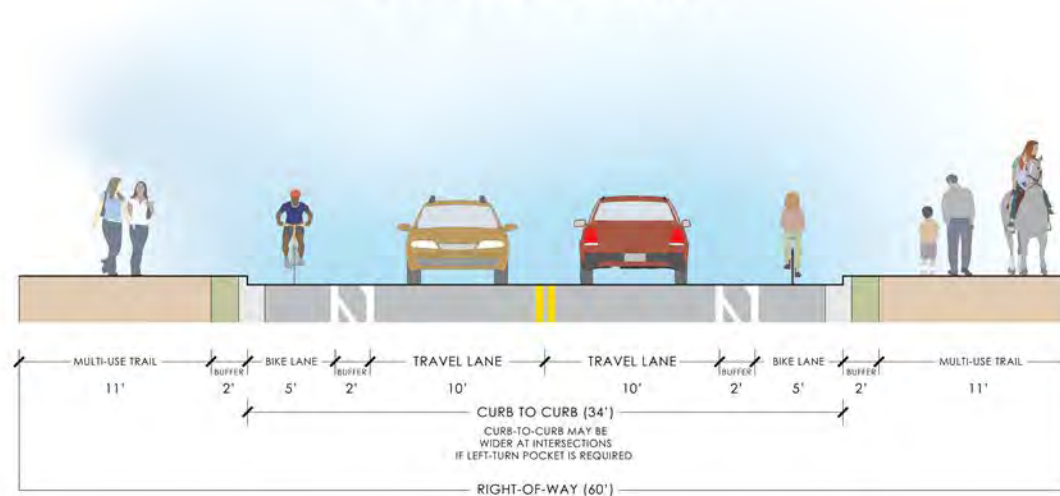 MULTI-USE TRAIL BUFFER BIKE LANE BUFFER TRAVEL LANE TRAVEL LANE BUFFER BIKE LANE BUFFER MULTI-USE TRAIL
11' 2' 5' 2' 10' 10' 2' 5' 2' 11'
CURB TO CURB (34')
CURB-TO-CURB MAY BE
WIDER AT INTERSECTIONS
IF LEFT-TURN POCKET IS REQUIRED
RIGHT-OF-WAY (60')